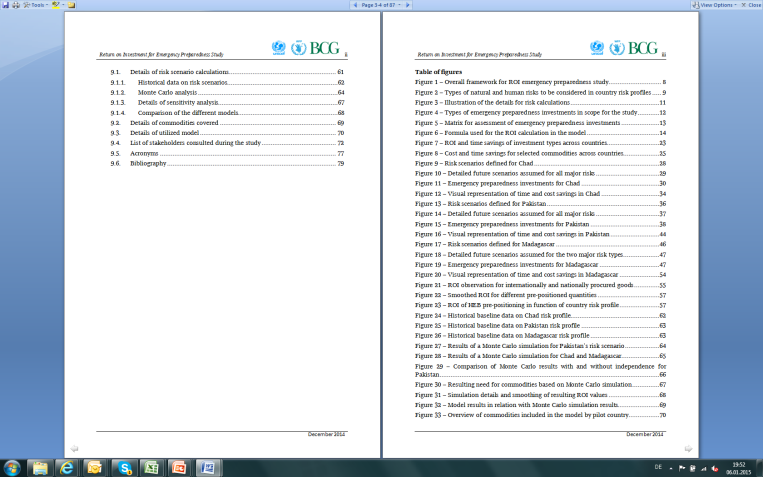 Tools
Page 3-4 of 87
View Options
Close
Return on Investment for Emergency Preparedness Study
unicef
WFP
BCG
ii
9.1. Details of risk scenario calculations 61
9.1.1. Historical data on risk scenarios 62
9.1.2. Monte Carlo analysis 64
9.1.3. Details of sensitivity analysis 67
9.1.4. Comparison of the different models 68
9.2. Details of commodities covered 69
9.3. Details of utilized model 70
9.4. List of stakeholders consulted during the study 72
9.5. Acronyms 77
9.6. Bibliography 79
December 2014
Return on Investment for Emergency Preparedness Study
unicef
WFP
BCG
iii
Table of figures
Figure 1 – Overall framework for ROI emergency preparedness study 8
Figure 2 – Types of natural and human risks to be considered in country risk profiles 9
Figure 3 – Illustration of the details for risk calculations 11
Figure 4 – Types of emergency preparedness investments in scope for the study 12
Figure 5 – Matrix for assessment of emergency preparedness investments 13
Figure 6 – Formula used for the ROI calculation in the model 14
Figure 7 – ROI and time savings of investment types across countries 23
Figure 8 – Cost and time savings for selected commodities across countries 25
Figure 9 – Risk scenarios defined for Chad 28
Figure 10 – Detailed future scenarios assumed for all major risks 29
Figure 11 – Emergency preparedness investments for Chad 30
Figure 12 – Visual representation of time and cost savings in Chad 34
Figure 13 – Risk scenarios defined for Pakistan 36
Figure 14 – Detailed future scenarios assumed for all major risks 37
Figure 15 – Emergency preparedness investments for Pakistan 38
Figure 16 – Visual representation of time and cost savings in Pakistan 44
Figure 17 – Risk scenarios defined for Madagascar 46
Figure 18 – Detailed future scenarios assumed for the two major risk types 47
Figure 19 – Emergency preparedness investments for Madagascar 47
Figure 20 – Visual representation of time and cost savings in Madagascar 54
Figure 21 – ROI observation for internationally and nationally procured goods 55
Figure 22 – Smoothed ROI for different pre-positioned quantities 57
Figure 23 – ROI of HEB pre-positioning in function of country risk profile 57
Figure 24 – Historical baseline data on Chad risk profile 62
Figure 25 – Historical baseline data on Pakistan risk profile 63
Figure 26 – Historical baseline data on Madagascar risk profile 63
Figure 27 – Results of a Monte Carlo simulation for Pakistan's risk scenario 64
Figure 28 – Results of a Monte Carlo simulation for Chad and Madagascar 65
Figure 29 – Comparison of Monte Carlo results with and without independence for
Pakistan 66
Figure 30 – Resulting need for commodities based on Monte Carlo simulation 67
Figure 31 – Simulation details and smoothing of resulting ROI values 68
Figure 32 – Model results in relation with Monte Carlo simulation results 69
Figure 33 – Overview of commodities included in the model by pilot country 70
December 2014
DE
19:52
06.01.2015